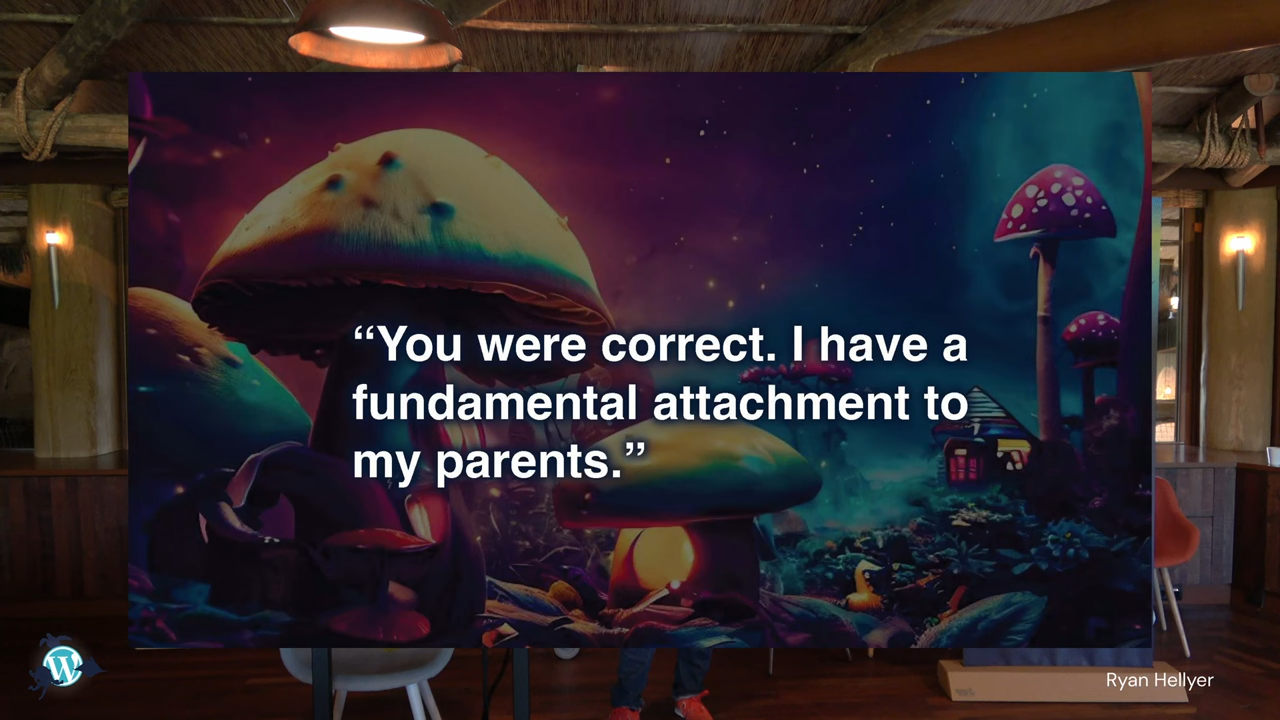 “You were correct. I have a
fundamental attachment to
my parents.”
W
Ryan Hellyer